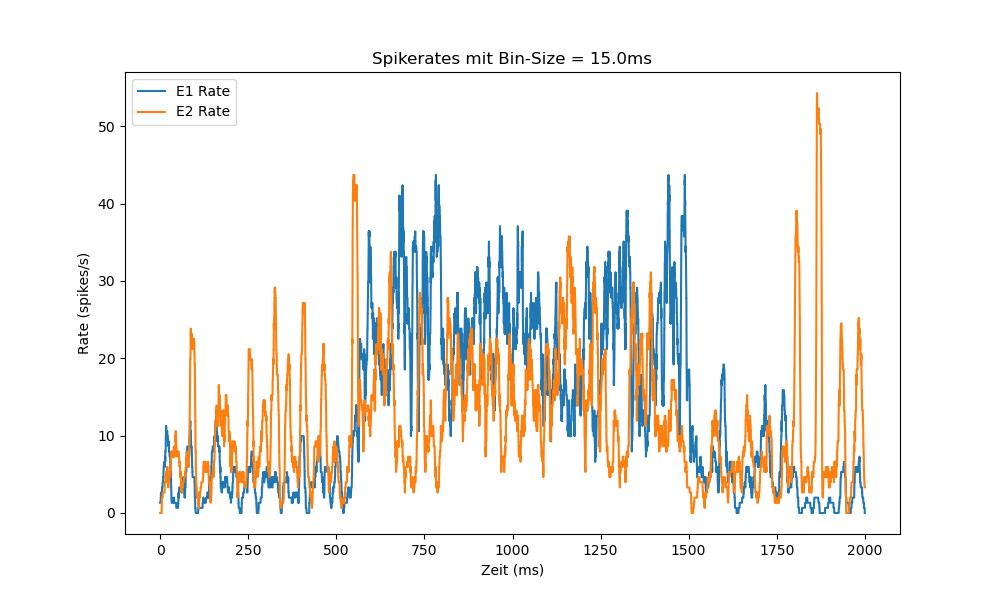 Spikerates mit Bin-Size = 15.0ms
E1 Rate
E2 Rate
Rate (spikes/s)
50
40
30
20
10
0
0 250 500 750 1000 1250 1500 1750 2000
Zeit (ms)